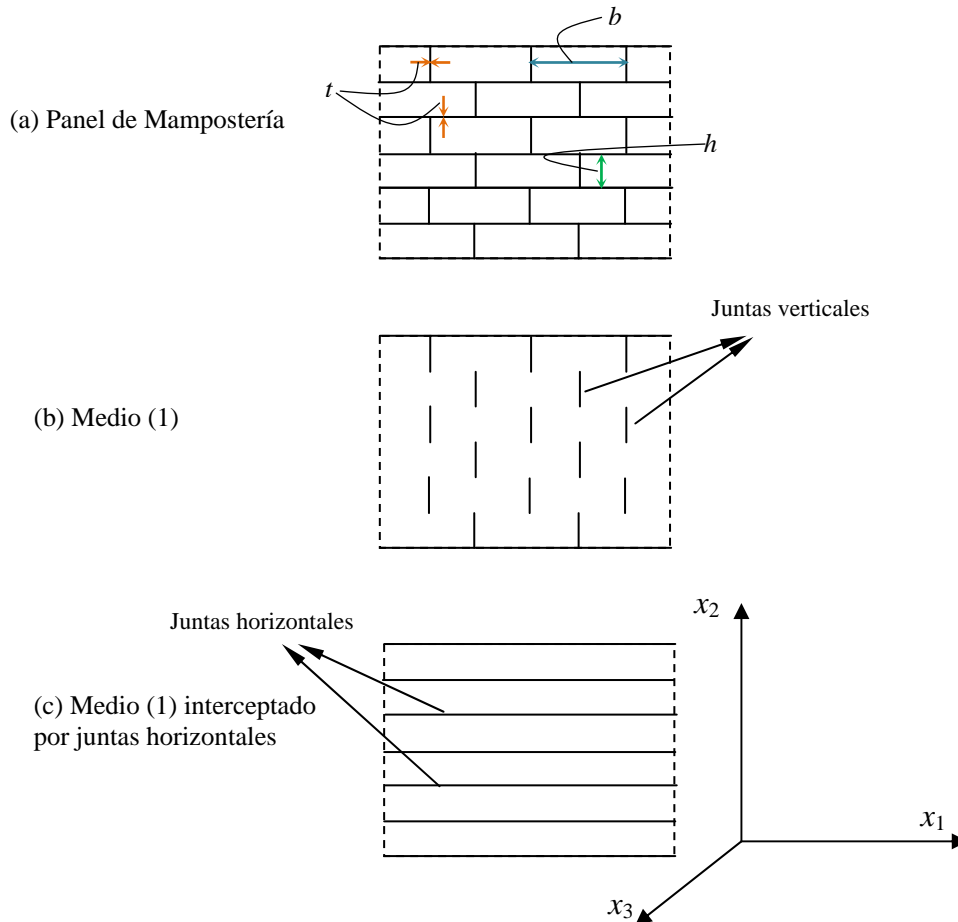 b
t
(a) Panel de Mampostería
h
Juntas verticales
(b) Medio (1)
x2
Juntas horizontales
(c) Medio (1) interceptado
por juntas horizontales
x1
x3